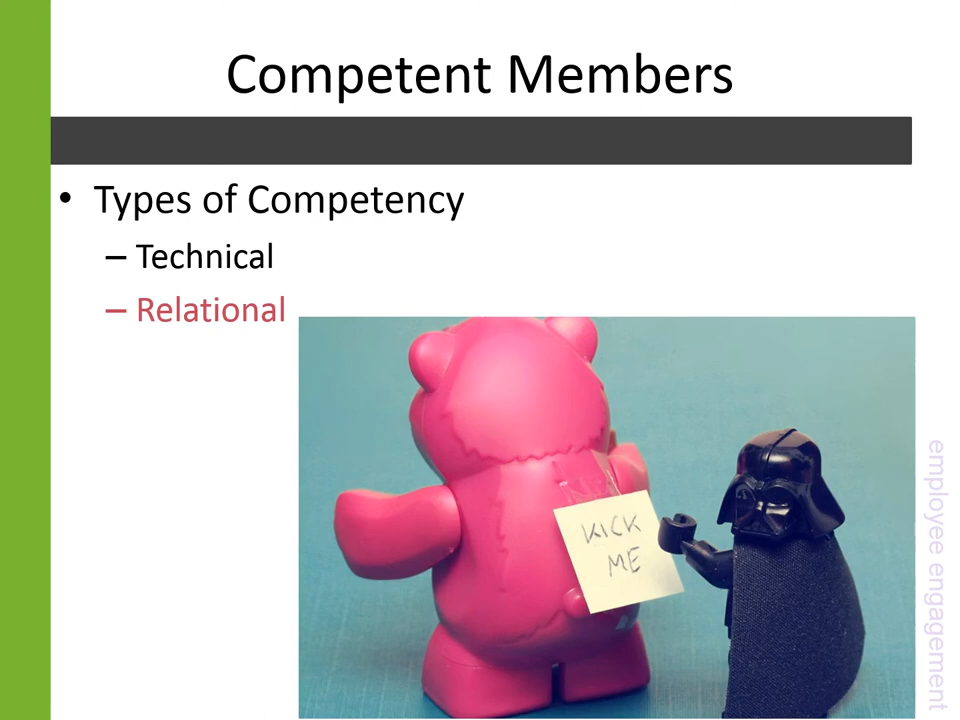 Competent Members
• Types of Competency
– Technical
– Relational
KICK
ME
employee engagement